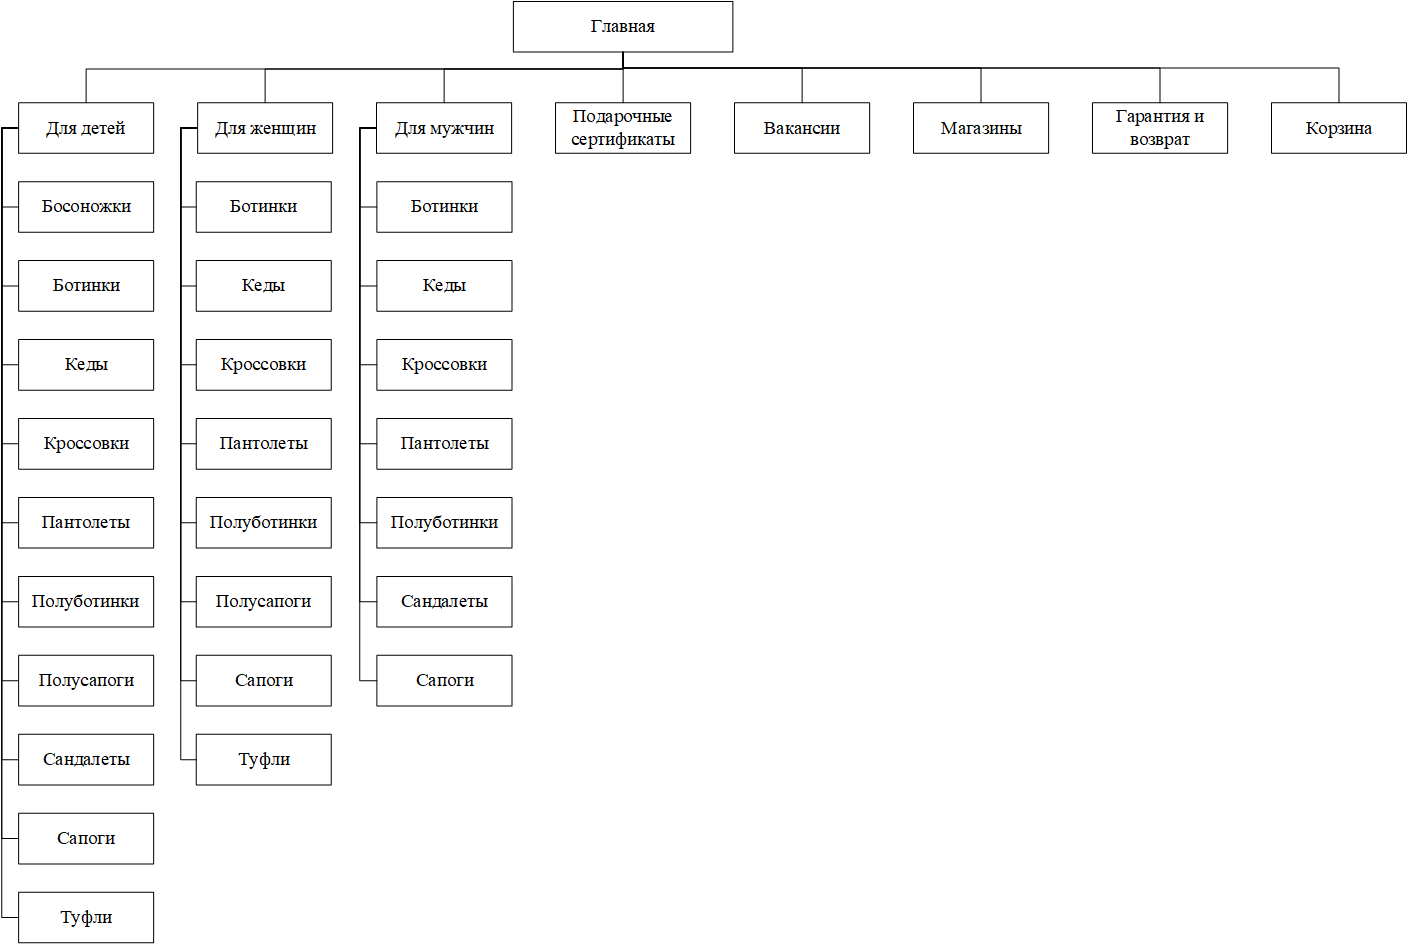 Главная
Для детей
Для женщин
Для мужчин
Подарочные
сертификаты
Вакансии
Магазины
Гарантия и
возврат
Корзина
Босоножки
Ботинки
Кеды
Кроссовки
Пантолеты
Полуботинки
Полусапоги
Сандалеты
Сапоги
Туфли
Ботинки
Кеды
Кроссовки
Пантолеты
Полуботинки
Полусапоги
Сапоги
Туфли
Ботинки
Кеды
Кроссовки
Пантолеты
Полуботинки
Сандалеты
Сапоги